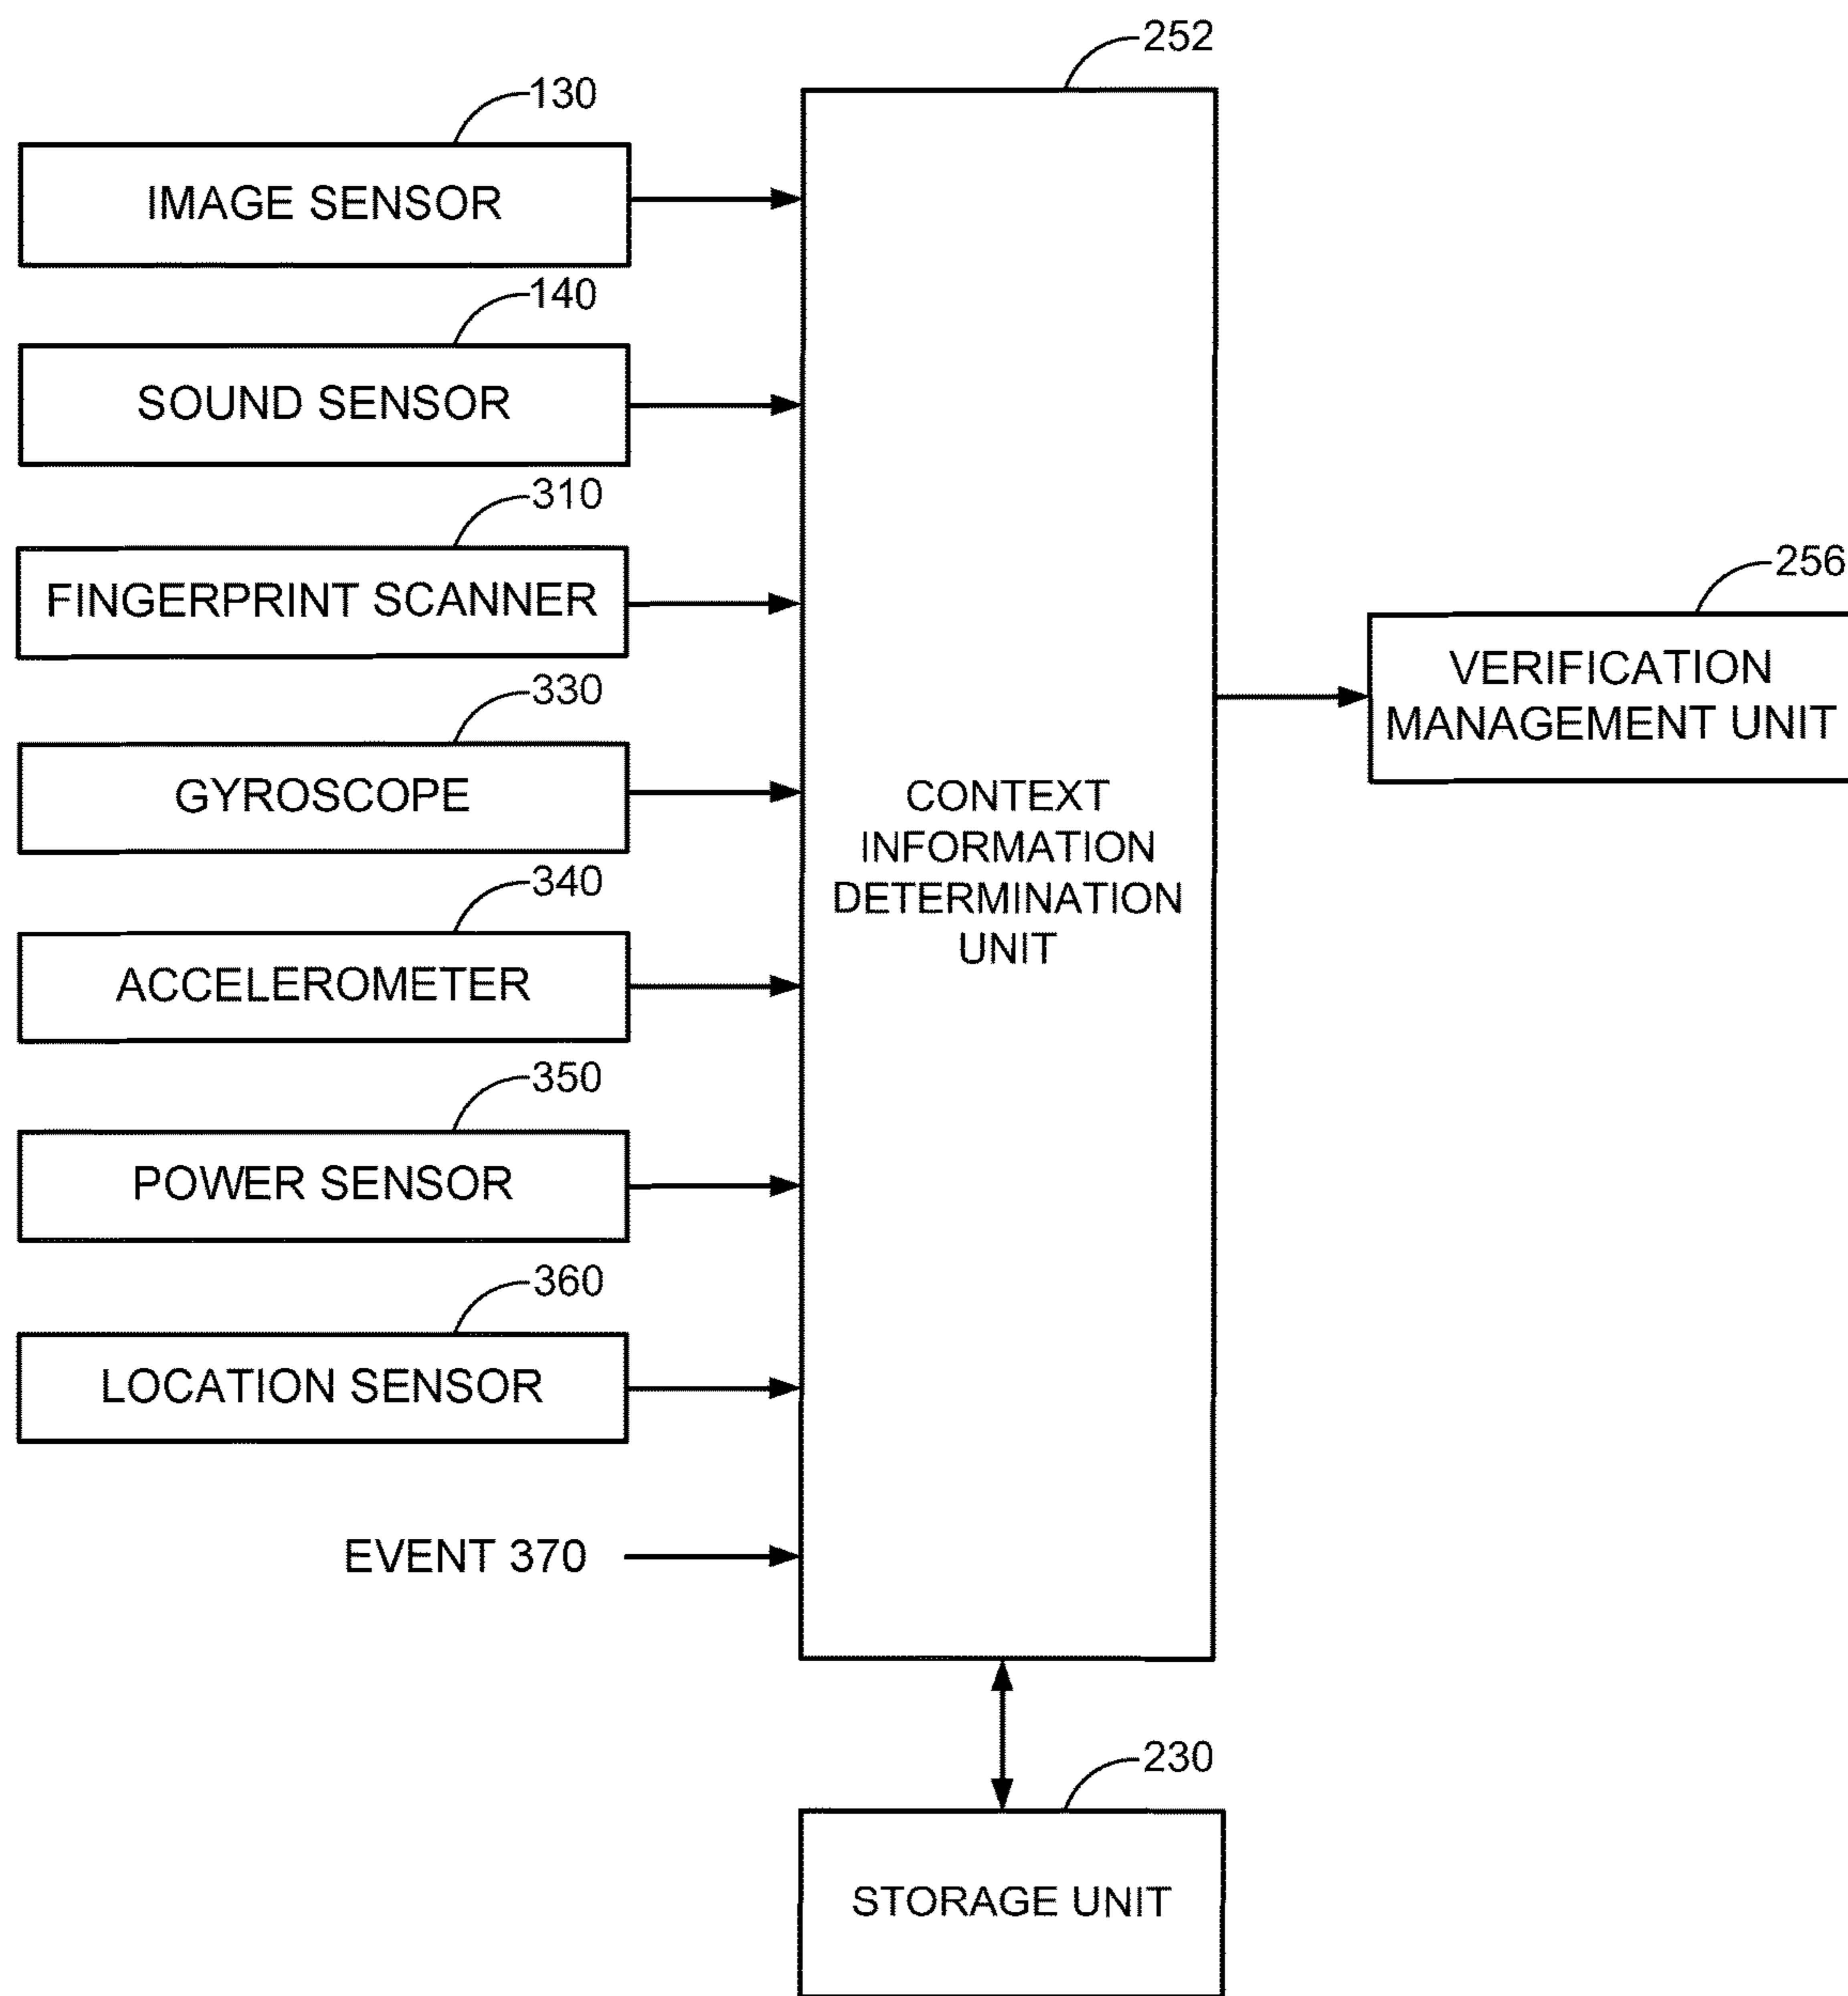 252
130
IMAGE SENSOR
140
SOUND SENSOR
310
FINGERPRINT SCANNER
330
GYROSCOPE
340
ACCELEROMETER
350
POWER SENSOR
360
LOCATION SENSOR
EVENT 370
CONTEXT
INFORMATION
DETERMINATION
UNIT
256
VERIFICATION
MANAGEMENT UNIT
230
STORAGE UNIT